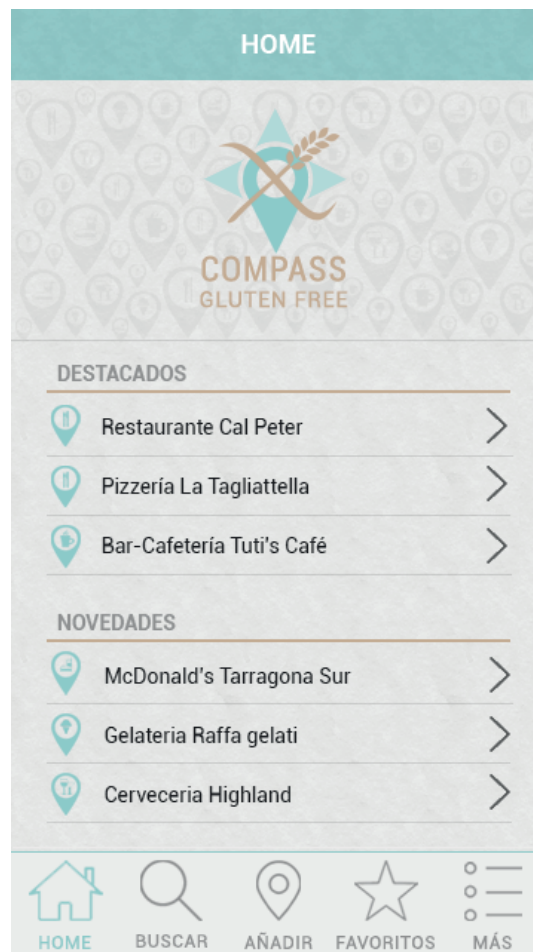 HOME
COMPASS
GLUTEN FREE
DESTACADOS
Restaurante Cal Peter
Pizzería La Tagliattella
Bar-Cafetería Tuti's Café
NOVEDADES
McDonald's Tarragona Sur
Gelateria Raffa gelati
Cerveceria Highland
HOME BUSCAR AÑADIR FAVORITOS MÁS